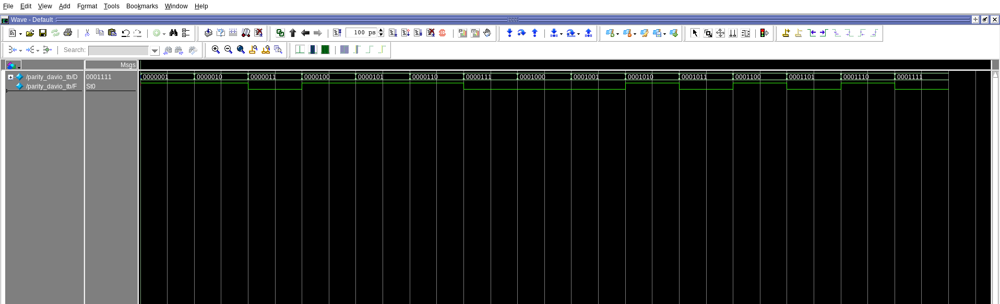 File Edit View Add Format Tools Bookmarks Window Help
Wave - Default
100 ps
Search:
Msgs
/parity_davio_tb/D 0001111 0000001 0000010 0000011 0000100 0000101 0000110 0000111 0001000 0001001 0001010 0001011 0001100 0001101 0001110 0001111
/parity_davio_tb/F St0